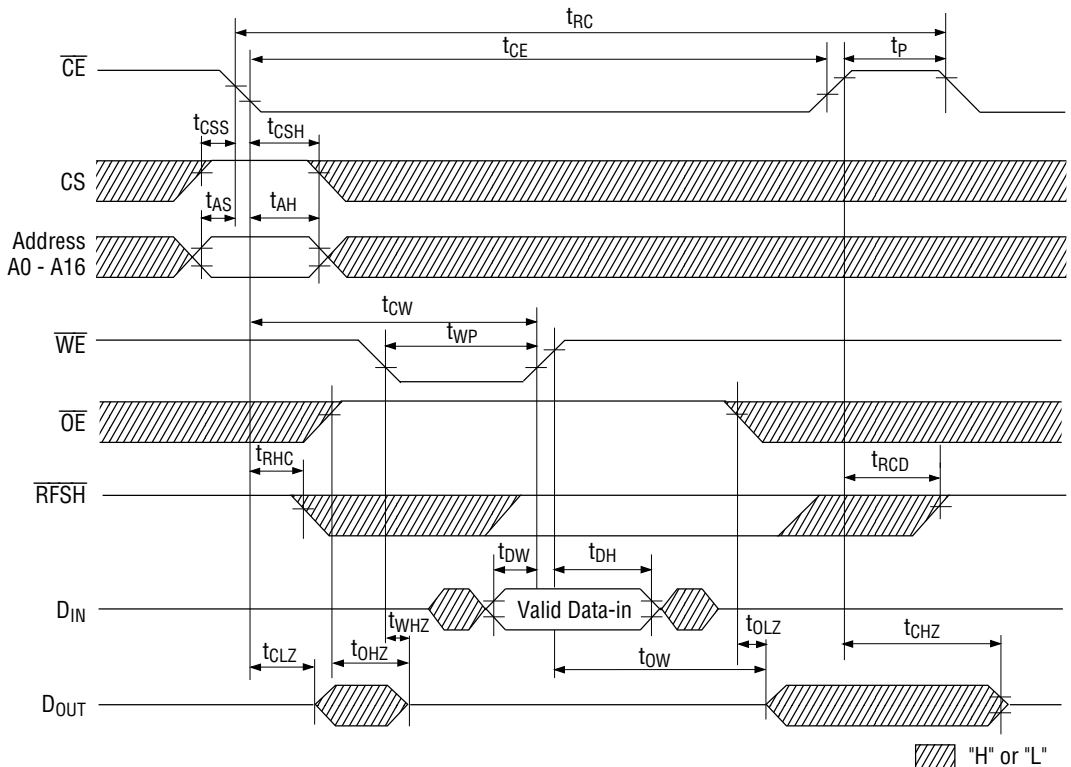 tRC
tCE
tP
CE
tCSS
tCSH
CS
tAS
tAH
Address
A0 - A16
tCW
tWP
WE
OE
tRHC
tRCD
RFSH
tDW
tDH
DIN
Valid Data-in
tWHZ
tOLZ
tCHZ
tCLZ
tOHZ
tOW
DOUT
"H" or "L"